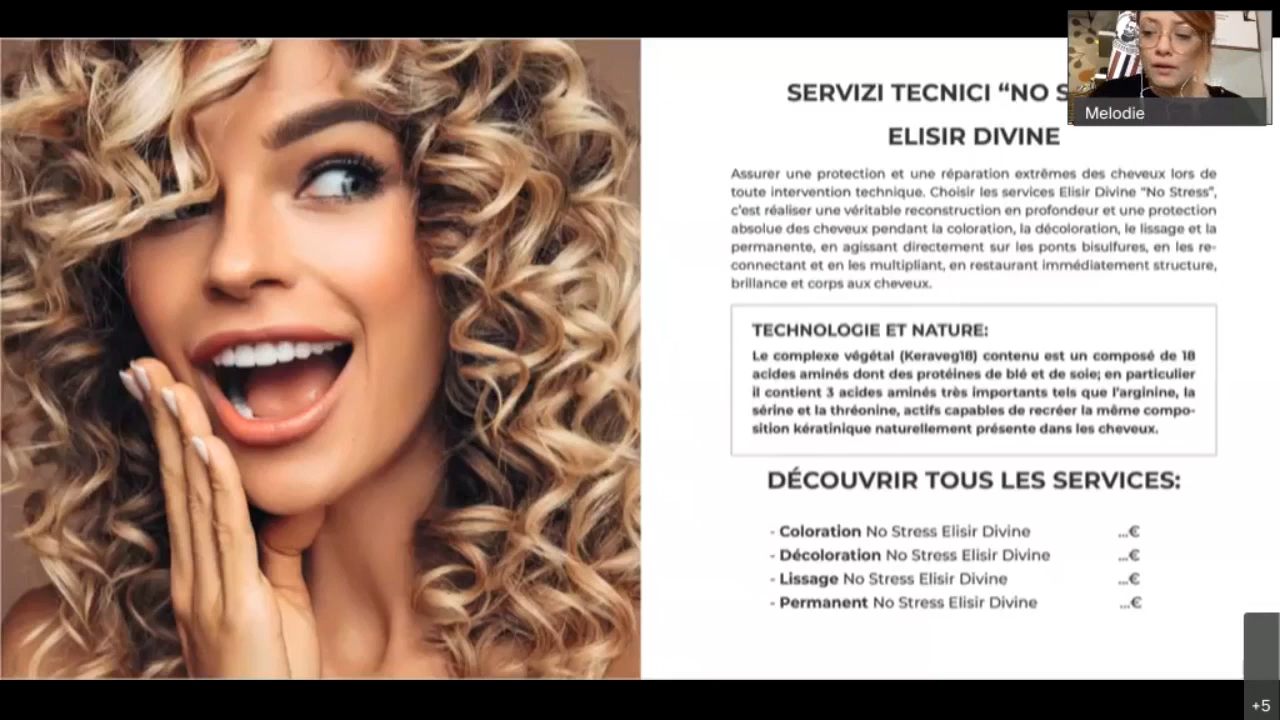 SERVIZI TECNICI “NO S
Melodie
ELISIR DIVINE
Assurer une protection et une réparation extrêmes des cheveux lors de
toute intervention technique. Choisir les services Elisir Divine “No Stress”,
c’est réaliser une véritable reconstruction en profondeur et une protection
absolue des cheveux pendant la coloration, la décoloration, le lissage et la
permanente, en agissant directement sur les ponts bisulfures, en les re-
connectant et en les multipliant, en restaurant immédiatement structure,
brillance et corps aux cheveux.
TECHNOLOGIE ET NATURE:
Le complexe végétal (Keraveg18) contenu est un composé de 18
acides aminés dont des protéines de blé et de soie; en particulier
il contient 3 acides aminés très importants tels que l’arginine, la
sérine et la thréonine, actifs capables de recréer la même compo-
sition kératinique naturellement présente dans les cheveux.
DÉCOUVRIR TOUS LES SERVICES:
- Coloration No Stress Elisir Divine ...€
- Décoloration No Stress Elisir Divine ...€
- Lissage No Stress Elisir Divine ...€
- Permanent No Stress Elisir Divine ...€
+5